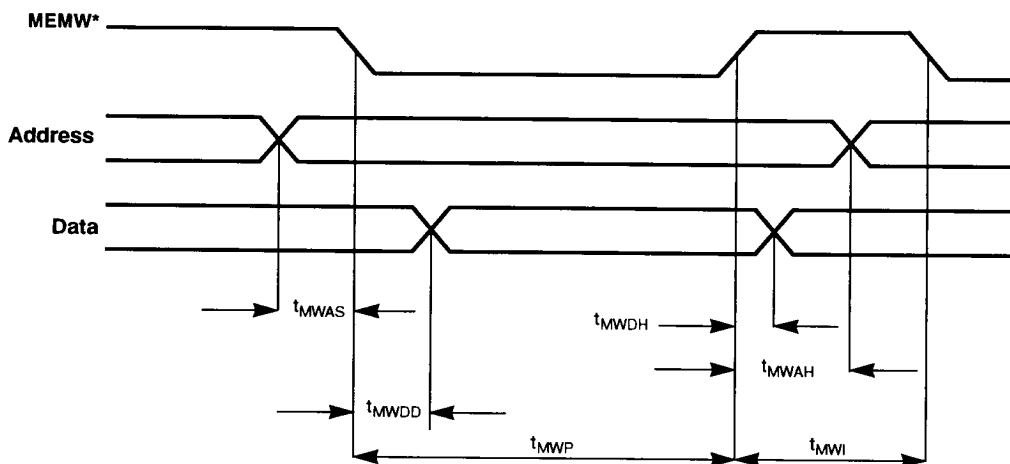 MEMW*
Address
Data
tMWAS
tMWDH
tMWAH
tMWDD
tMWP
tMWI